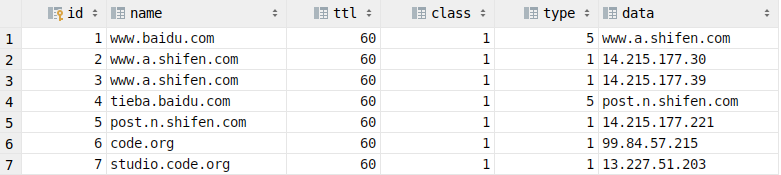 id name ttl class type data
1 1 www.baidu.com 60 1 5 www.a.shifen.com
2 2 www.a.shifen.com 60 1 1 14.215.177.30
3 3 www.a.shifen.com 60 1 1 14.215.177.39
4 4 tieba.baidu.com 60 1 5 post.n.shifen.com
5 5 post.n.shifen.com 60 1 1 14.215.177.221
6 6 code.org 60 1 1 99.84.57.215
7 7 studio.code.org 60 1 1 13.227.51.203